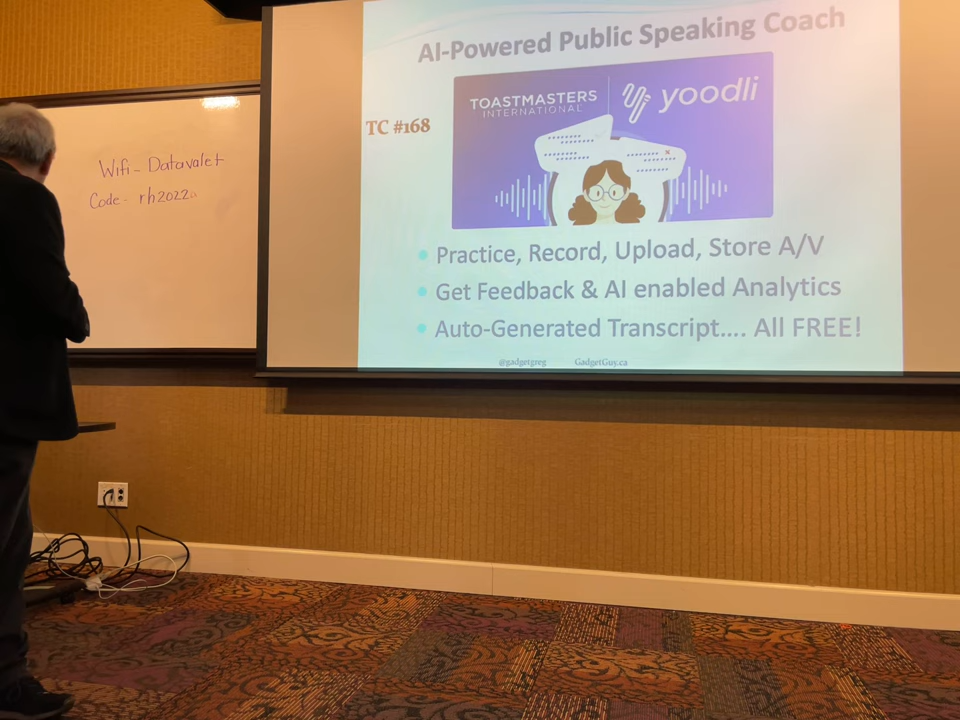 Wifi - Datavalet
Code - rh2022
AI-Powered Public Speaking Coach
TOASTMASTERS
INTERNATIONAL
yoodli
TC #168
Practice, Record, Upload, Store A/V
Get Feedback & AI enabled Analytics
Auto-Generated Transcript.... All FREE!
@gadgetgreg GadgetGuy.ca